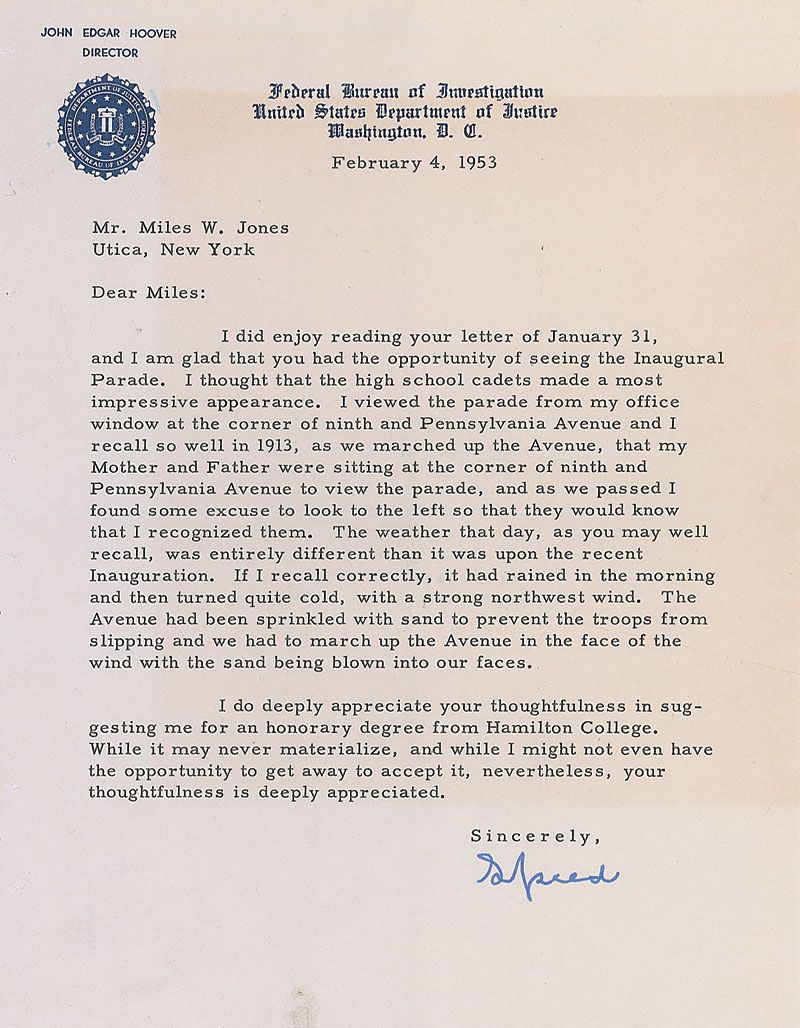 JOHN EDGAR HOOVER
DIRECTOR
DEPARTMENT OF JUSTICE
FEDERAL BUREAU OF INVESTIGATION
Federal Bureau of Investigation
United States Department of Justice
Washington, D. C.
February 4, 1953
Mr. Miles W. Jones
Utica, New York
Dear Miles:
I did enjoy reading your letter of January 31,
and I am glad that you had the opportunity of seeing the Inaugural
Parade. I thought that the high school cadets made a most
impressive appearance. I viewed the parade from my office
window at the corner of ninth and Pennsylvania Avenue and I
recall so well in 1913, as we marched up the Avenue, that my
Mother and Father were sitting at the corner of ninth and
Pennsylvania Avenue to view the parade, and as we passed I
found some excuse to look to the left so that they would know
that I recognized them. The weather that day, as you may well
recall, was entirely different than it was upon the recent
Inauguration. If I recall correctly, it had rained in the morning
and then turned quite cold, with a strong northwest wind. The
Avenue had been sprinkled with sand to prevent the troops from
slipping and we had to march up the Avenue in the face of the
wind with the sand being blown into our faces.
I do deeply appreciate your thoughtfulness in sug-
gesting me for an honorary degree from Hamilton College.
While it may never materialize, and while I might not even have
the opportunity to get away to accept it, nevertheless, your
thoughtfulness is deeply appreciated.
Sincerely,